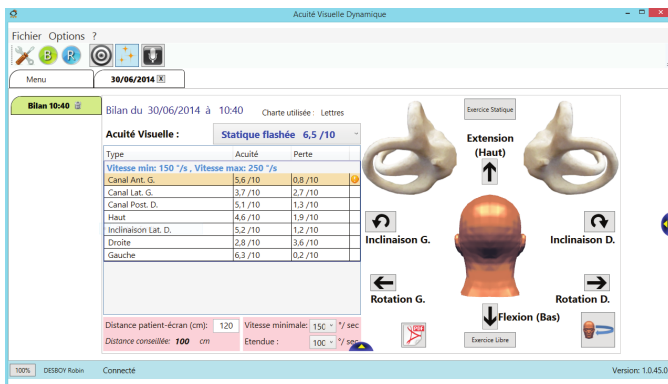 Acuité Visuelle Dynamique
Fichier Options ?
B R
Menu 30/06/2014 X
Bilan 10:40
Bilan du 30/06/2014 à 10:40 Charte utilisée : Lettres
Acuité Visuelle : Statique flashée 6,5 /10
Type Acuité Perte
Vitesse min: 150 °/s , Vitesse max: 250 °/s
Canal Ant. G. 5,6 /10 0,8 /10
Canal Lat. G. 3,7 /10 2,7 /10
Canal Post. D. 5,1 /10 1,3 /10
Haut 4,6 /10 1,9 /10
Inclinaison Lat. D. 5,2 /10 1,2 /10
Droite 2,8 /10 3,6 /10
Gauche 6,3 /10 0,2 /10
Distance patient-écran (cm): 120 Vitesse minimale: 150 °/ sec
Distance conseillée: 100 cm Etendue : 100 °/ sec
Exercice Statique
Extension
(Haut)
Inclinaison G. Inclinaison D.
Rotation G. Rotation D.
Flexion (Bas)
PDF
Exercice Libre
100% DESBOY Robin Connecté Version: 1.0.45.0